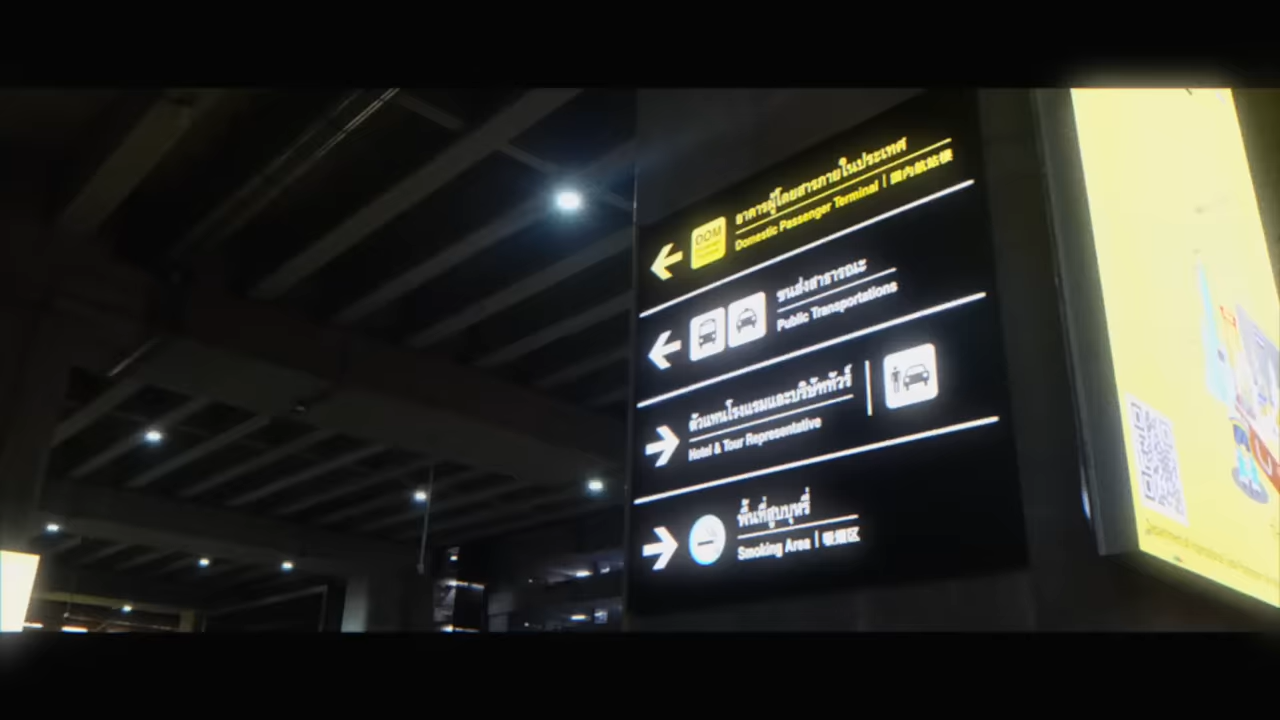 อาคารผู้โดยสารภายในประเทศ
DOM
Domestic Passenger Terminal | 國內航站樓
ขนส่งสาธารณะ
Public Transportations
ตัวแทนโรงแรมและบริษัททัวร์
Hotel & Tour Representative
พื้นที่สูบบุหรี่
Smoking Area | 吸煙区